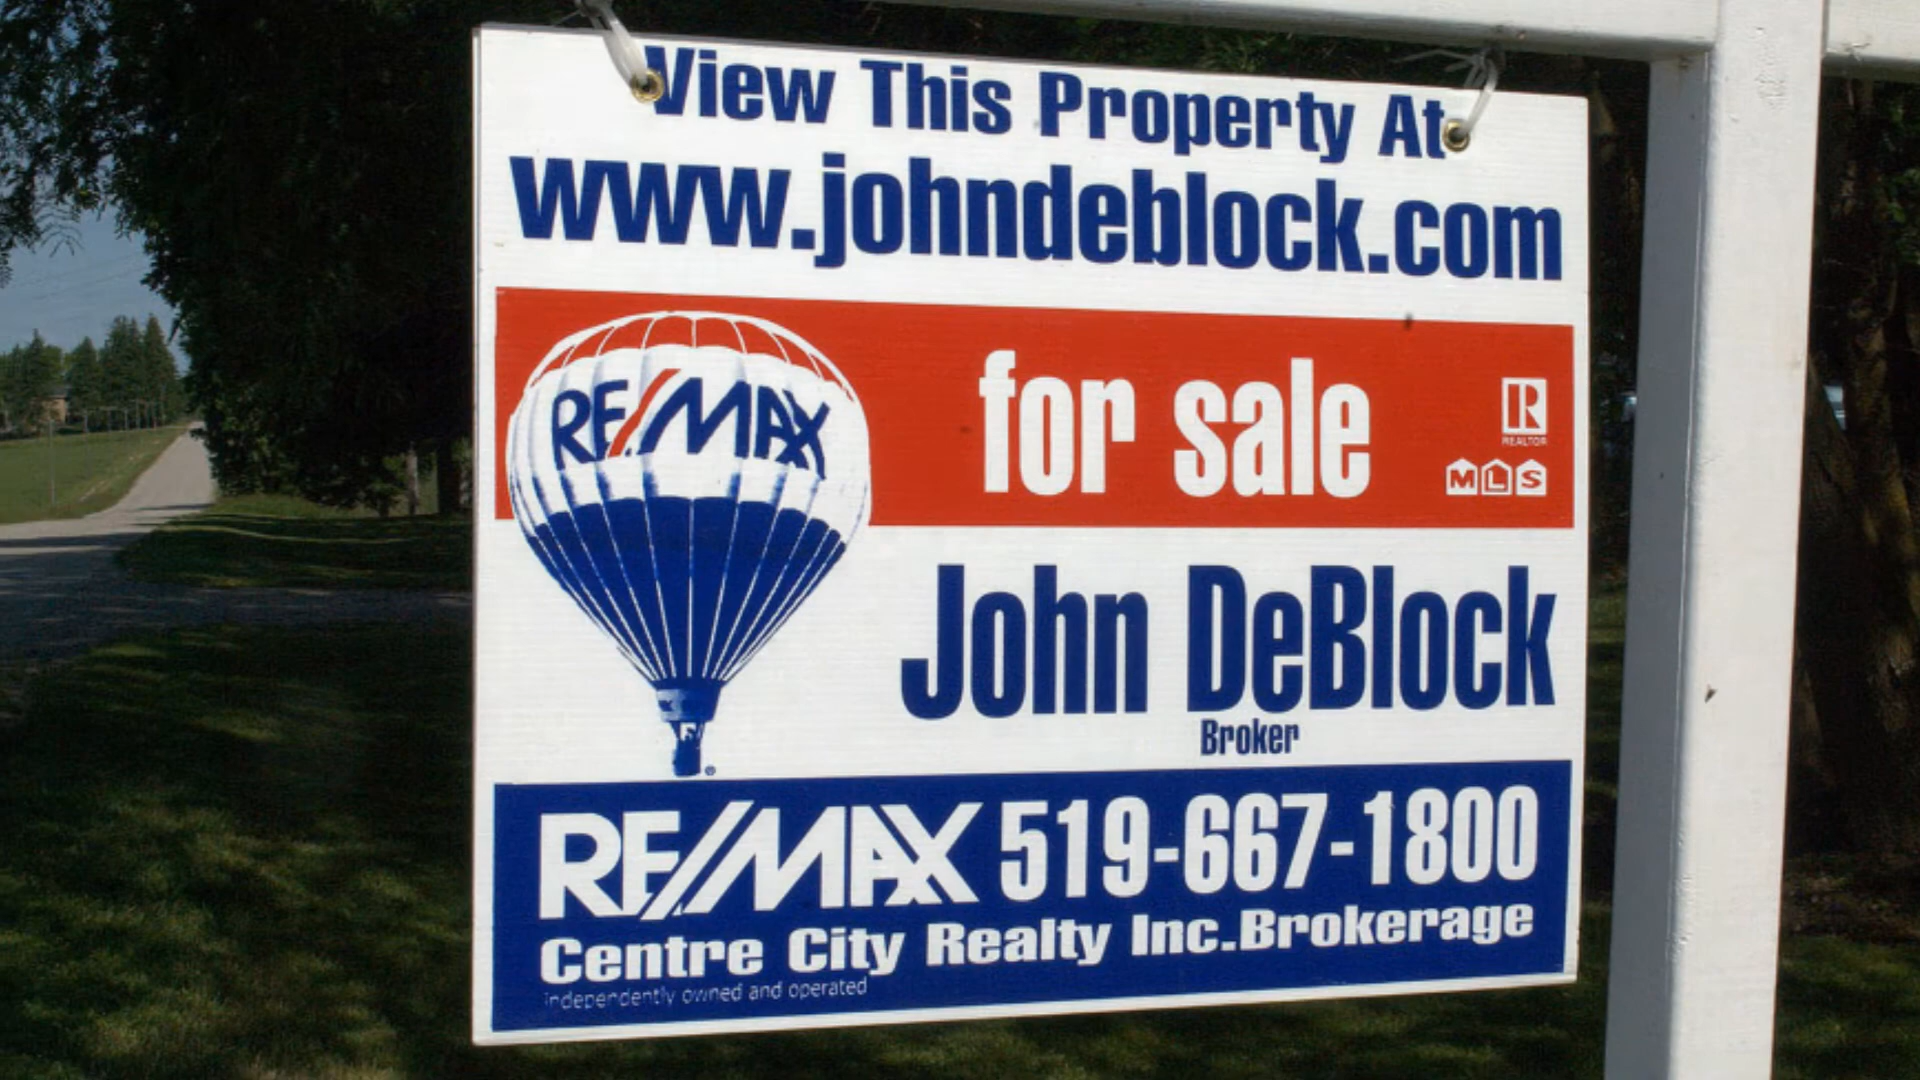 View This Property At
www.johndeblock.com
RE/MAX
for sale
R
REALTOR
MLS
John DeBlock
Broker
RE/MAX 519-667-1800
Centre City Realty Inc.Brokerage
Independently owned and operated